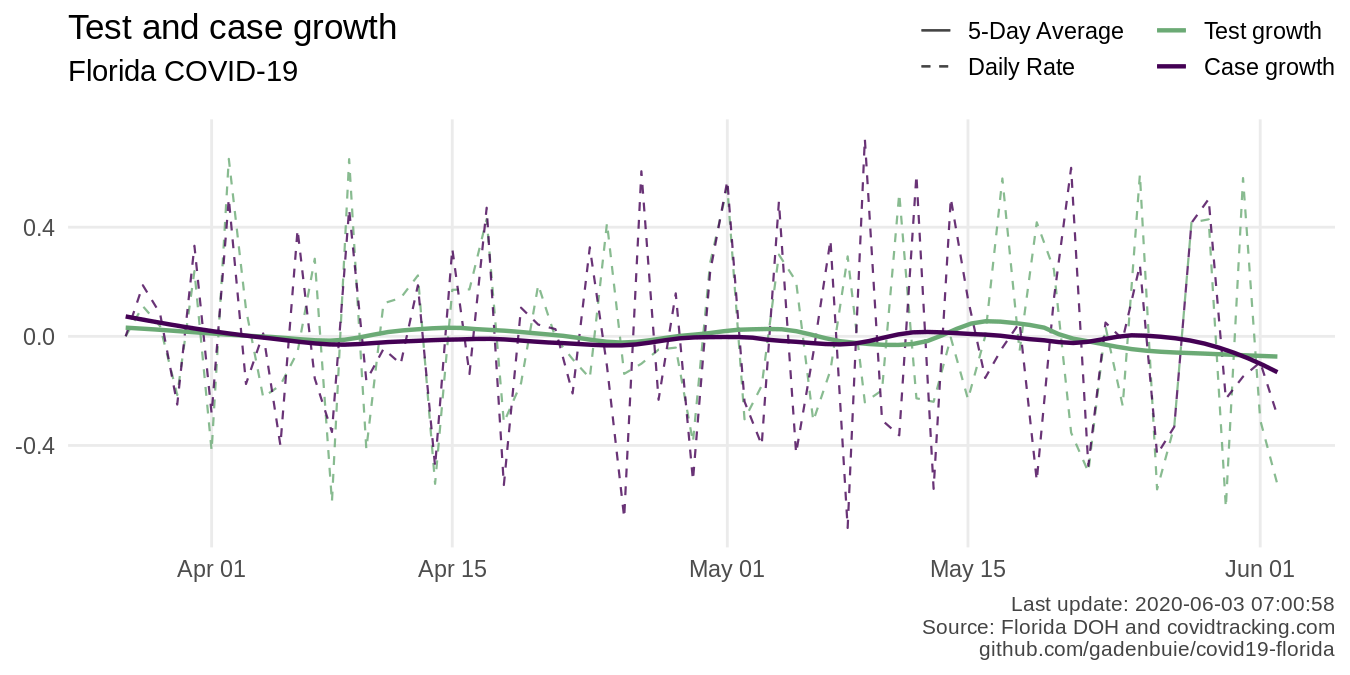 Test and case growth
Florida COVID-19
5-Day Average
Test growth
Daily Rate
Case growth
0.4
0.0
-0.4
Apr 01
Apr 15
May 01
May 15
Jun 01
Last update: 2020-06-03 07:00:58
Source: Florida DOH and covidtracking.com
github.com/gadenbuie/covid19-florida